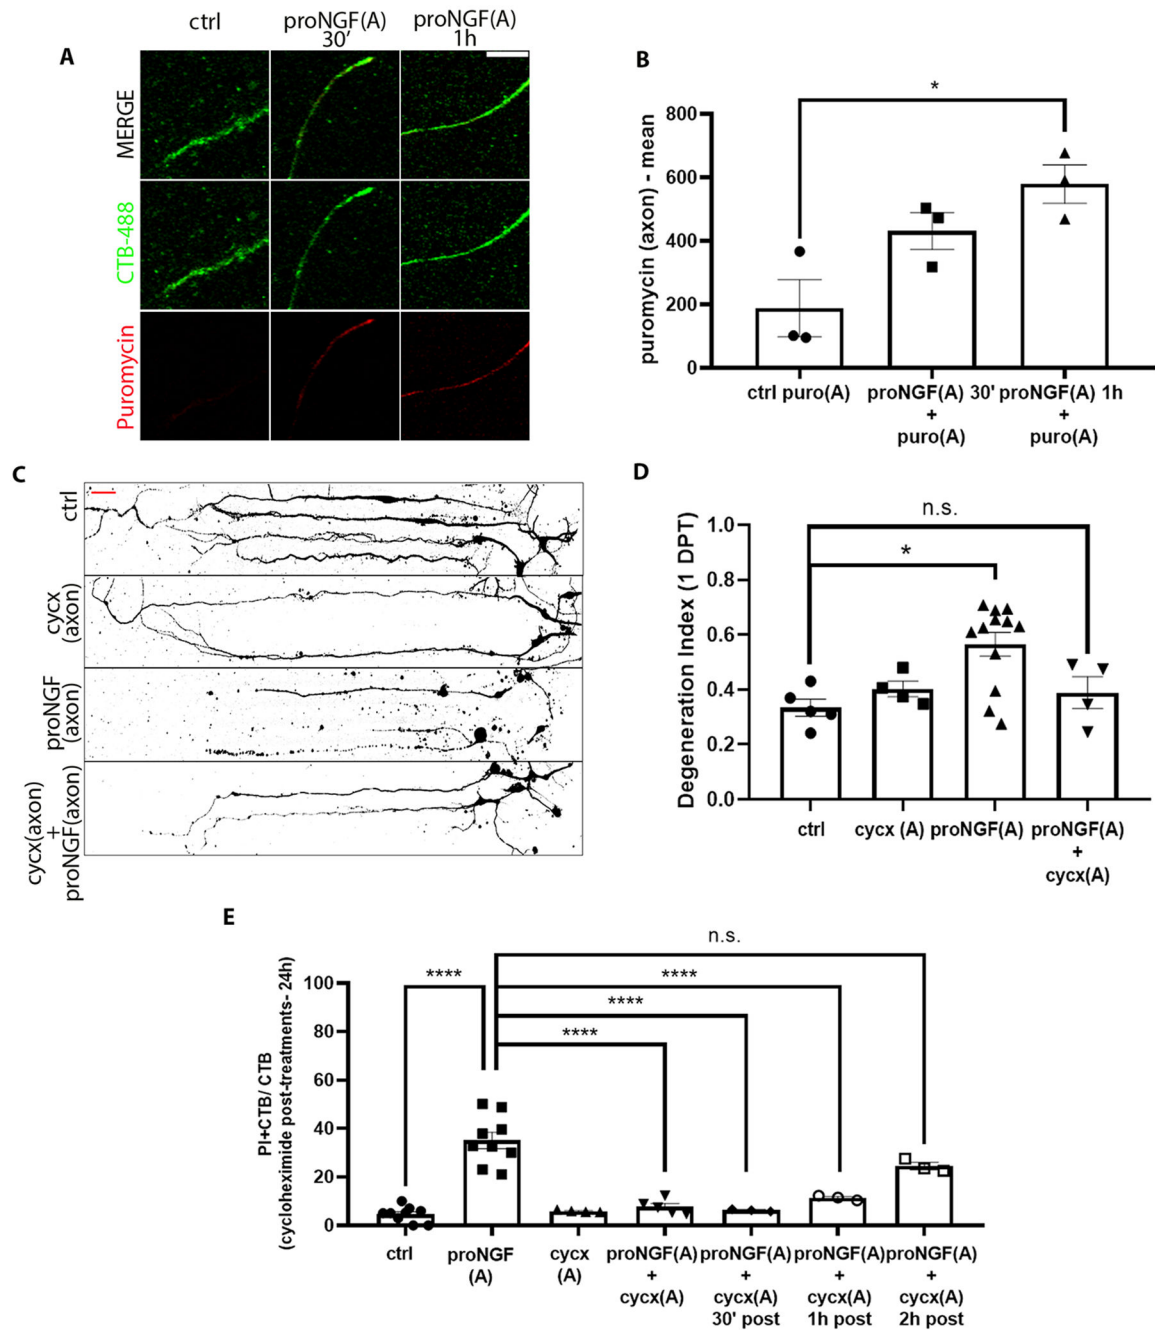 A
ctrl
proNGF(A)
30'
proNGF(A)
1h
MERGE
CTB-488
Puromycin
B
*
puromycin (axon) - mean
800
600
400
200
0
ctrl puro(A)
proNGF(A) 30'
+
puro(A)
proNGF(A) 1h
+
puro(A)
C
ctrl
cycx
(axon)
proNGF
(axon)
cycx(axon)
+
proNGF(axon)
D
n.s.
*
Degeneration Index (1 DPT)
1.0
0.8
0.6
0.4
0.2
0.0
ctrl
cycx (A)
proNGF(A)
proNGF(A)
+
cycx(A)
E
n.s.
****
****
****
****
PI+CTB/ CTB
(cycloheximide post-treatments- 24h)
100
80
60
40
20
0
ctrl
proNGF
(A)
cycx
(A)
proNGF(A)
+
cycx(A)
proNGF(A)
+
cycx(A)
30' post
proNGF(A)
+
cycx(A)
1h post
proNGF(A)
+
cycx(A)
2h post